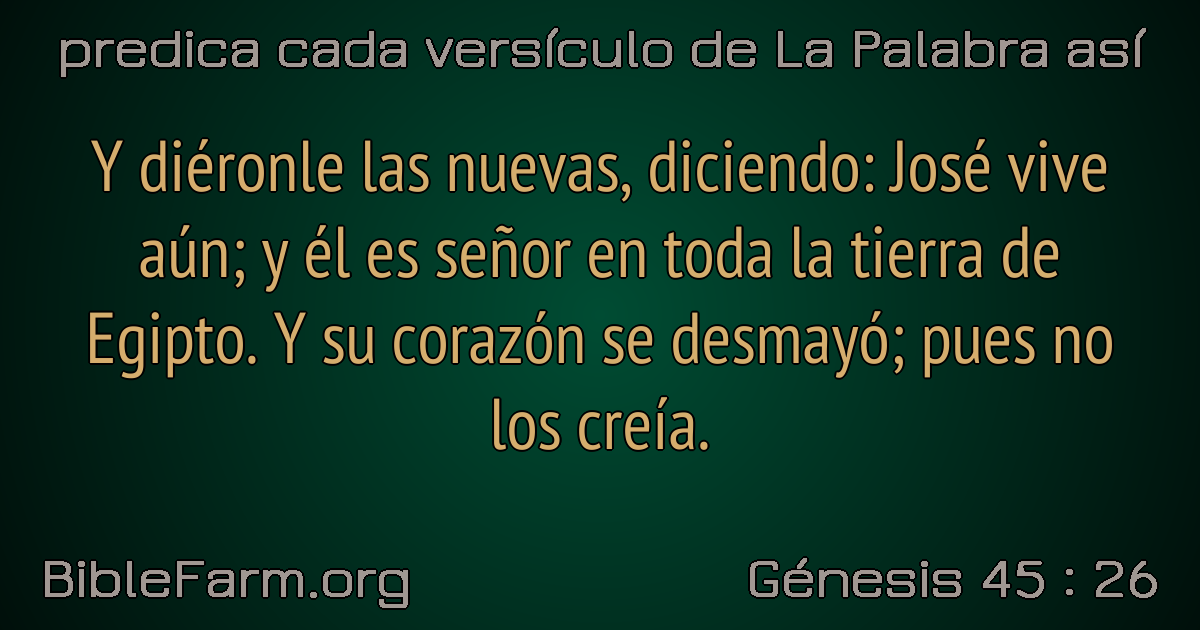 predica cada versículo de La Palabra así
Y diéronle las nuevas, diciendo: José vive
aún; y él es señor en toda la tierra de
Egipto. Y su corazón se desmayó; pues no
los creía.
BibleFarm.org
Génesis 45 : 26